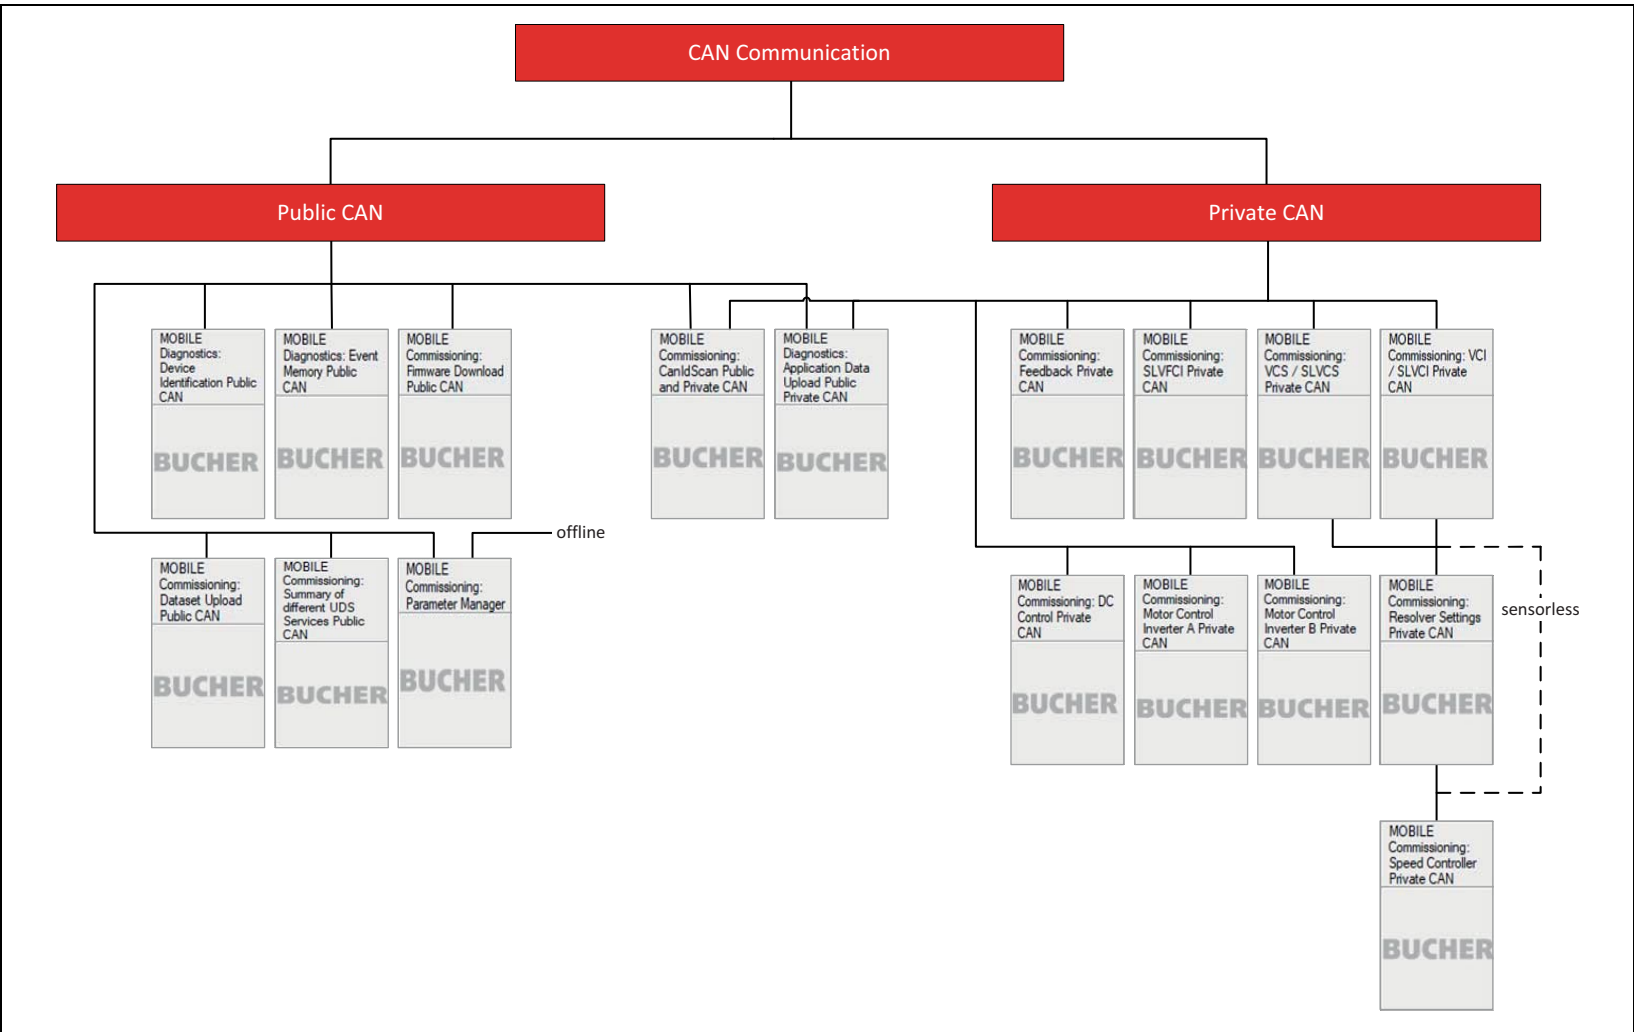 CAN Communication
Public CAN
Private CAN
MOBILE
Diagnostics:
Device
Identification Public
CAN
BUCHER
MOBILE
Diagnostics: Event
Memory Public
CAN
BUCHER
MOBILE
Commissioning:
Firmware Download
Public CAN
BUCHER
MOBILE
Commissioning:
CanIdScan Public
and Private CAN
BUCHER
MOBILE
Diagnostics:
Application Data
Upload Public
Private CAN
BUCHER
MOBILE
Commissioning:
Feedback Private
CAN
BUCHER
MOBILE
Commissioning:
SLVFCI Private
CAN
BUCHER
MOBILE
Commissioning:
VCS / SLVCS
Private CAN
BUCHER
MOBILE
Commissioning: VCI
/ SLVCI Private
CAN
BUCHER
offline
MOBILE
Commissioning:
Dataset Upload
Public CAN
BUCHER
MOBILE
Commissioning:
Summary of
different UDS
Services Public
CAN
BUCHER
MOBILE
Commissioning:
Parameter Manager
BUCHER
MOBILE
Commissioning: DC
Control Private
CAN
BUCHER
MOBILE
Commissioning:
Motor Control
Inverter A Private
CAN
BUCHER
MOBILE
Commissioning:
Motor Control
Inverter B Private
CAN
BUCHER
MOBILE
Commissioning:
Resolver Settings
Private CAN
BUCHER
sensorless
MOBILE
Commissioning:
Speed Controller
Private CAN
BUCHER